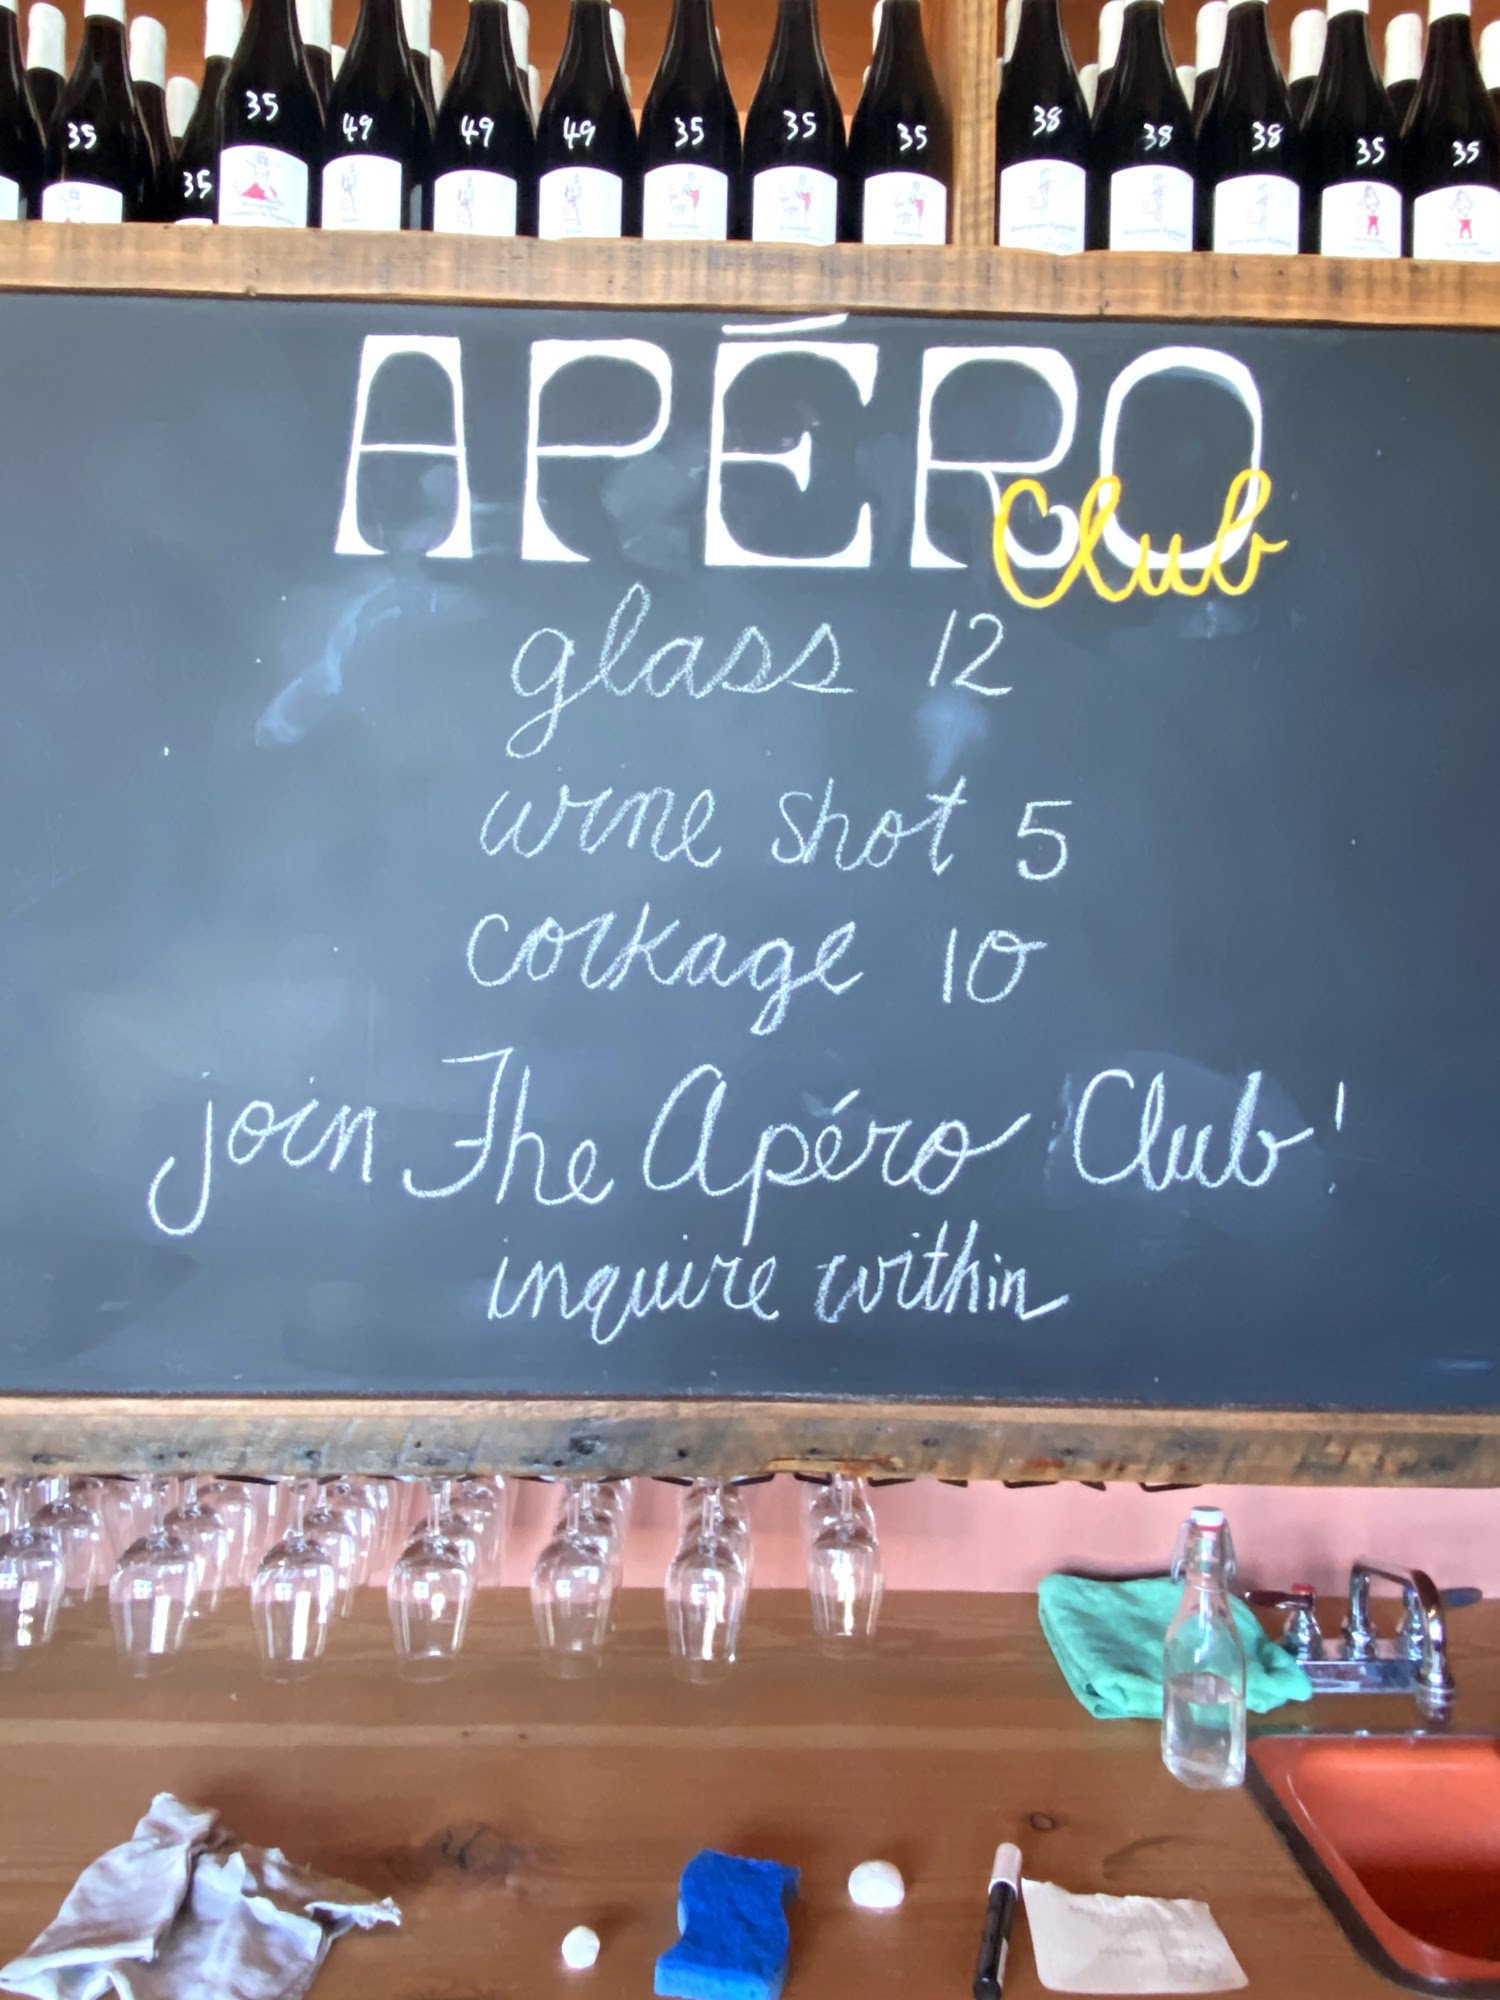 35 35 35 49 49 49 35 35 35 38 38 38 35 35
APÉRO
Club
glass 12
wine shot 5
corkage 10
join The Apéro Club!
inquire within